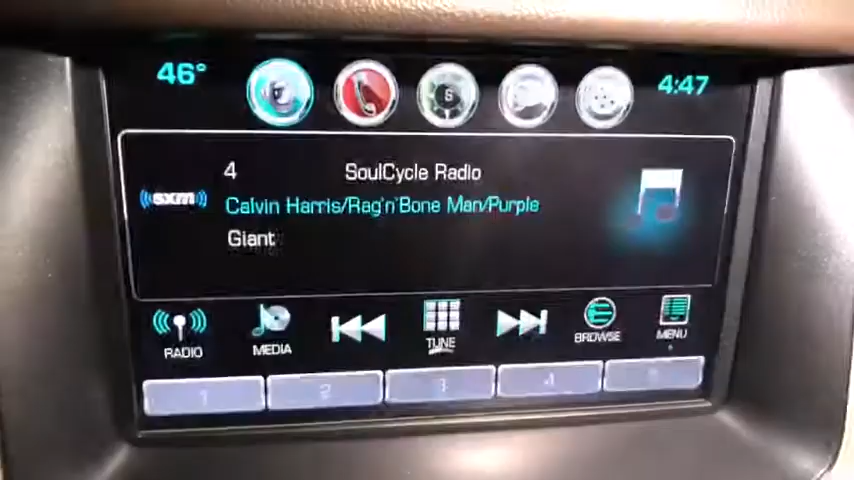 46° 4:47
4 SoulCycle Radio
sxm
Calvin Harris/Rag'n'Bone Man/Purple
Giant
RADIO MEDIA TUNE BROWSE MENU
1 2 3 4 5